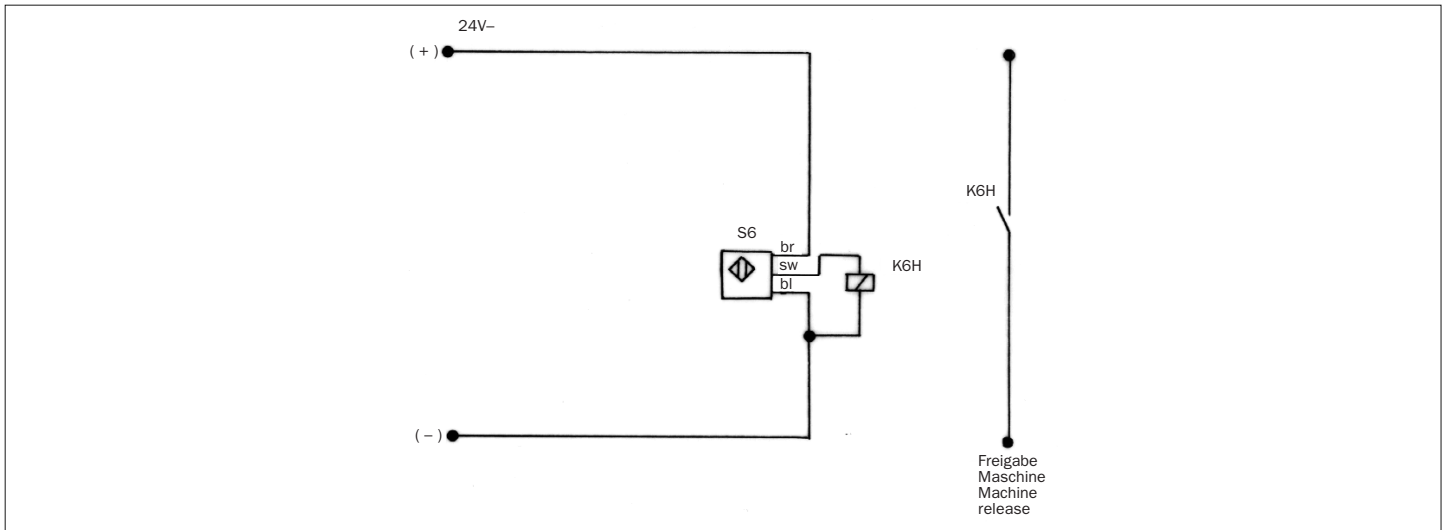 24V–
( + )
K6H
S6
br
sw
K6H
bl
( – )
Freigabe
Maschine
Machine
release